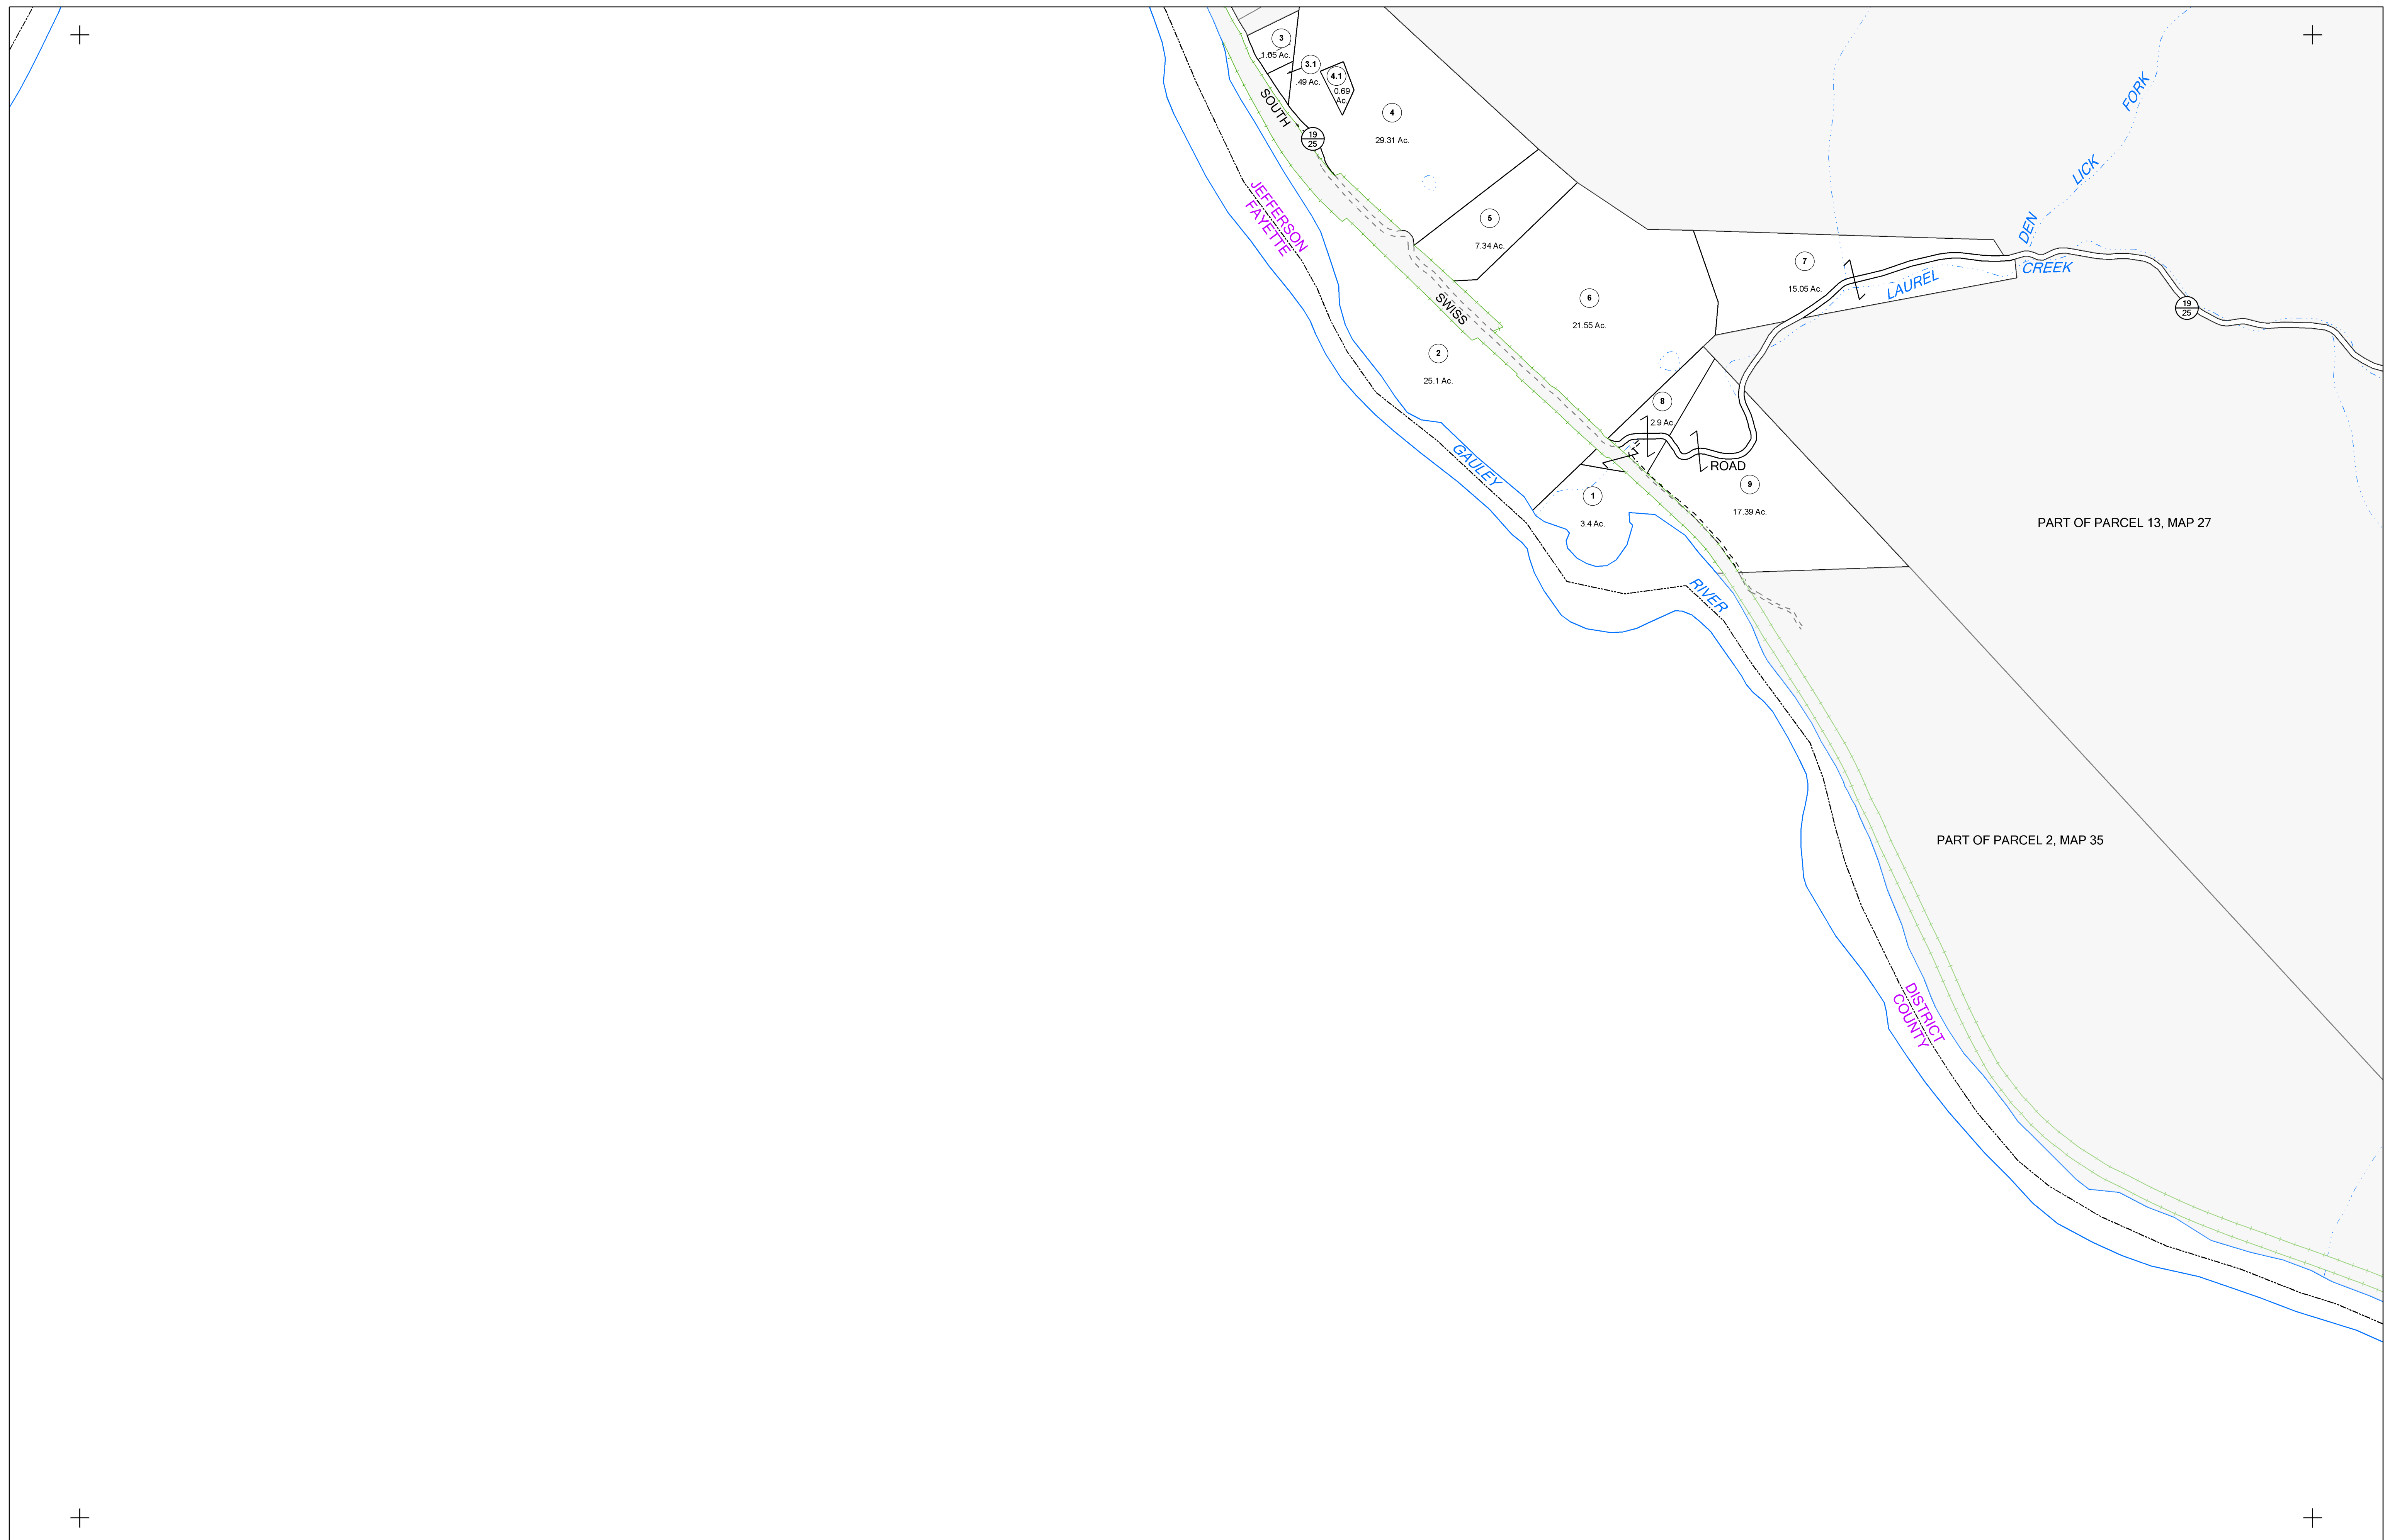 3
1.05 Ac.
3.1
.49 Ac.
4.1
0.69
Ac.
4
29.31 Ac.
SOUTH
19
25
FORK
LICK
DEN
CREEK
LAUREL
JEFFERSON
FAYETTE
5
7.34 Ac.
7
15.05 Ac.
6
21.55 Ac.
SWISS
19
25
2
25.1 Ac.
8
2.9 Ac.
GAULEY
ROAD
1
3.4 Ac.
9
17.39 Ac.
PART OF PARCEL 13, MAP 27
RIVER
PART OF PARCEL 2, MAP 35
DISTRICT
COUNTY